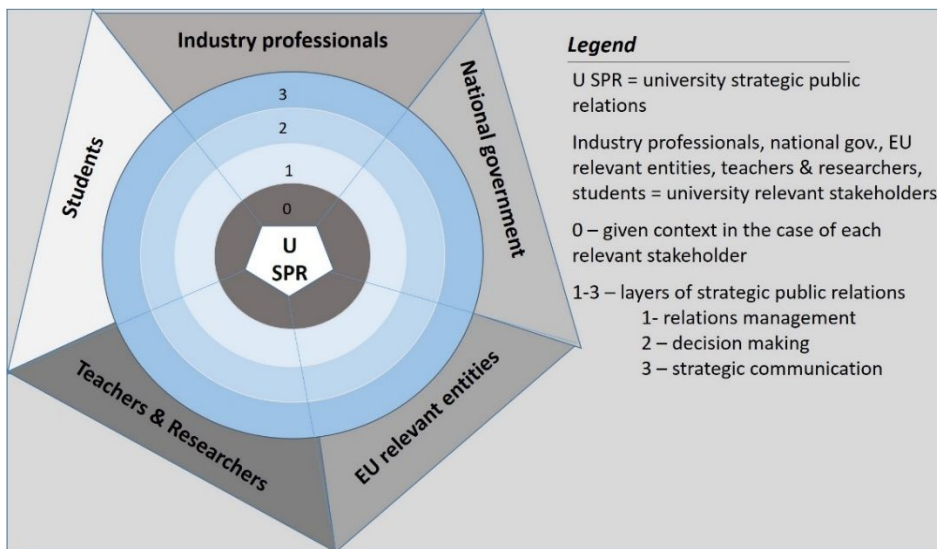 Industry professionals
National government
EU relevant entities
Teachers & Researchers
Students
3
2
1
0
U
SPR
Legend
U SPR = university strategic public
relations
Industry professionals, national gov., EU
relevant entities, teachers & researchers,
students = university relevant stakeholders
0 – given context in the case of each
relevant stakeholder
1-3 – layers of strategic public relations
1- relations management
2 – decision making
3 – strategic communication